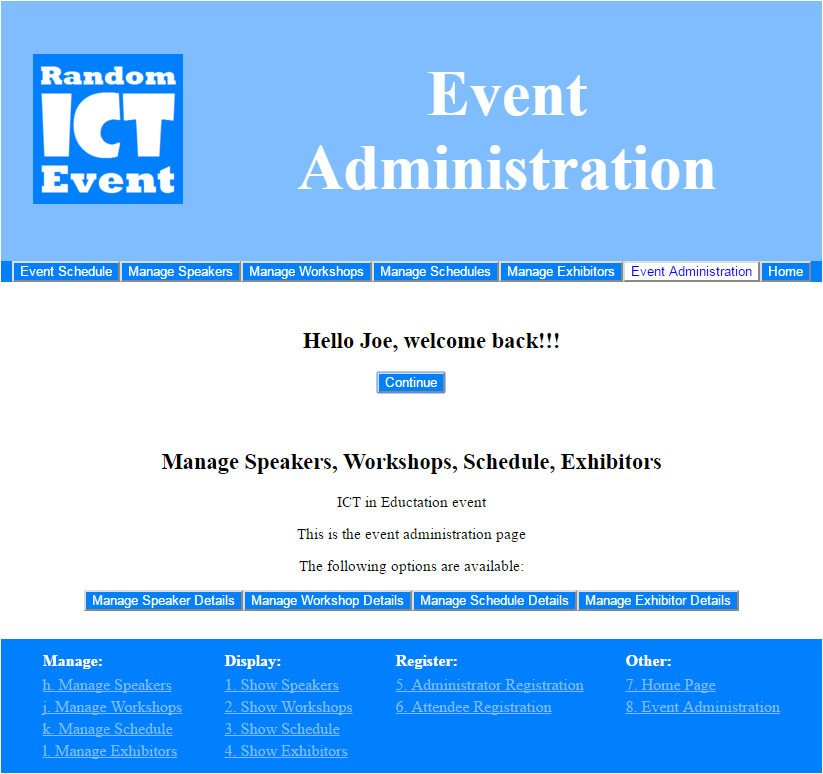 Random
ICT
Event
Event
Administration
Event Schedule Manage Speakers Manage Workshops Manage Schedules Manage Exhibitors Event Administration Home
Hello Joe, welcome back!!!
Continue
Manage Speakers, Workshops, Schedule, Exhibitors
ICT in Eductation event
This is the event administration page
The following options are available:
Manage Speaker Details Manage Workshop Details Manage Schedule Details Manage Exhibitor Details
Manage:
h. Manage Speakers
j. Manage Workshops
k. Manage Schedule
l. Manage Exhibitors
Display:
1. Show Speakers
2. Show Workshops
3. Show Schedule
4. Show Exhibitors
Register:
5. Administrator Registration
6. Attendee Registration
Other:
7. Home Page
8. Event Administration